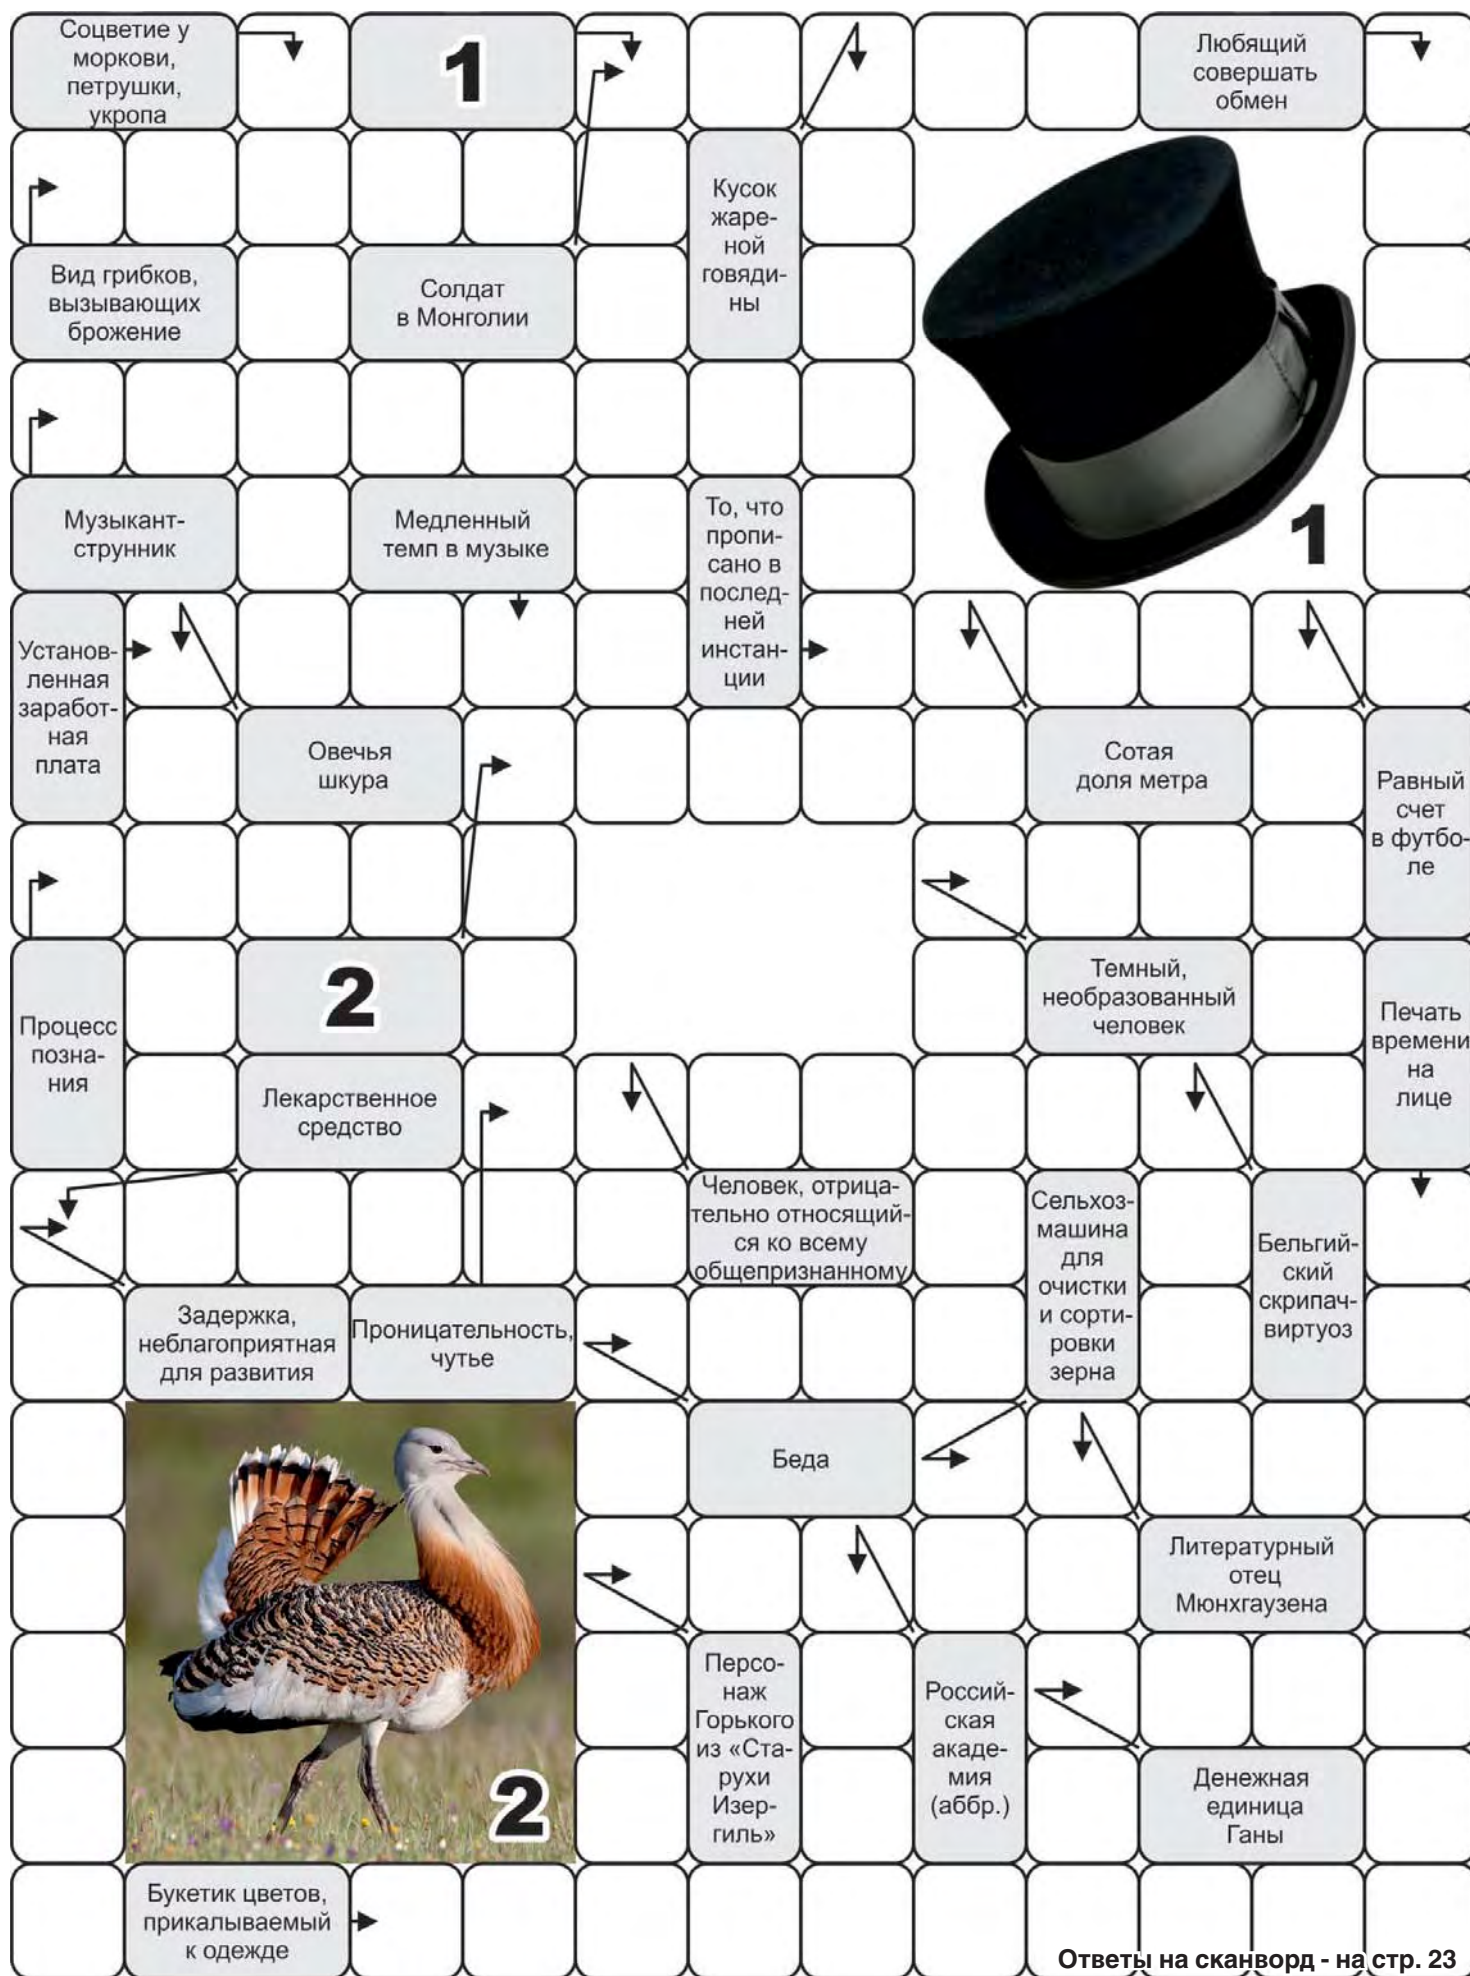 Соцветие у
моркови,
петрушки,
укропа
1
Любящий
совершать
обмен
Кусок
жаре-
ной
говяди-
ны
Вид грибков,
вызывающих
брожение
Солдат
в Монголии
1
Музыкант-
струнник
Медленный
темп в музыке
То, что
пропи-
сано в
послед-
ней
инстан-
ции
Установ-
ленная
заработ-
ная
плата
Овечья
шкура
Сотая
доля метра
Равный
счет
в футбо-
ле
Процесс
позна-
ния
2
Темный,
необразованный
человек
Печать
времени
на
лице
Лекарственное
средство
Человек, отрица-
тельно относящий-
ся ко всему
общепризнанному
Сельхоз-
машина
для
очистки
и сорти-
ровки
зерна
Бельгий-
ский
скрипач-
виртуоз
Задержка,
неблагоприятная
для развития
Проницательность,
чутье
Беда
Литературный
отец
Мюнхгаузена
Персо-
наж
Горького
из «Ста-
рухи
Изер-
гиль»
Россий-
ская
акаде-
мия
(аббр.)
Денежная
единица
Ганы
2
Букетик цветов,
прикалываемый
к одежде
Ответы на сканворд - на стр. 23